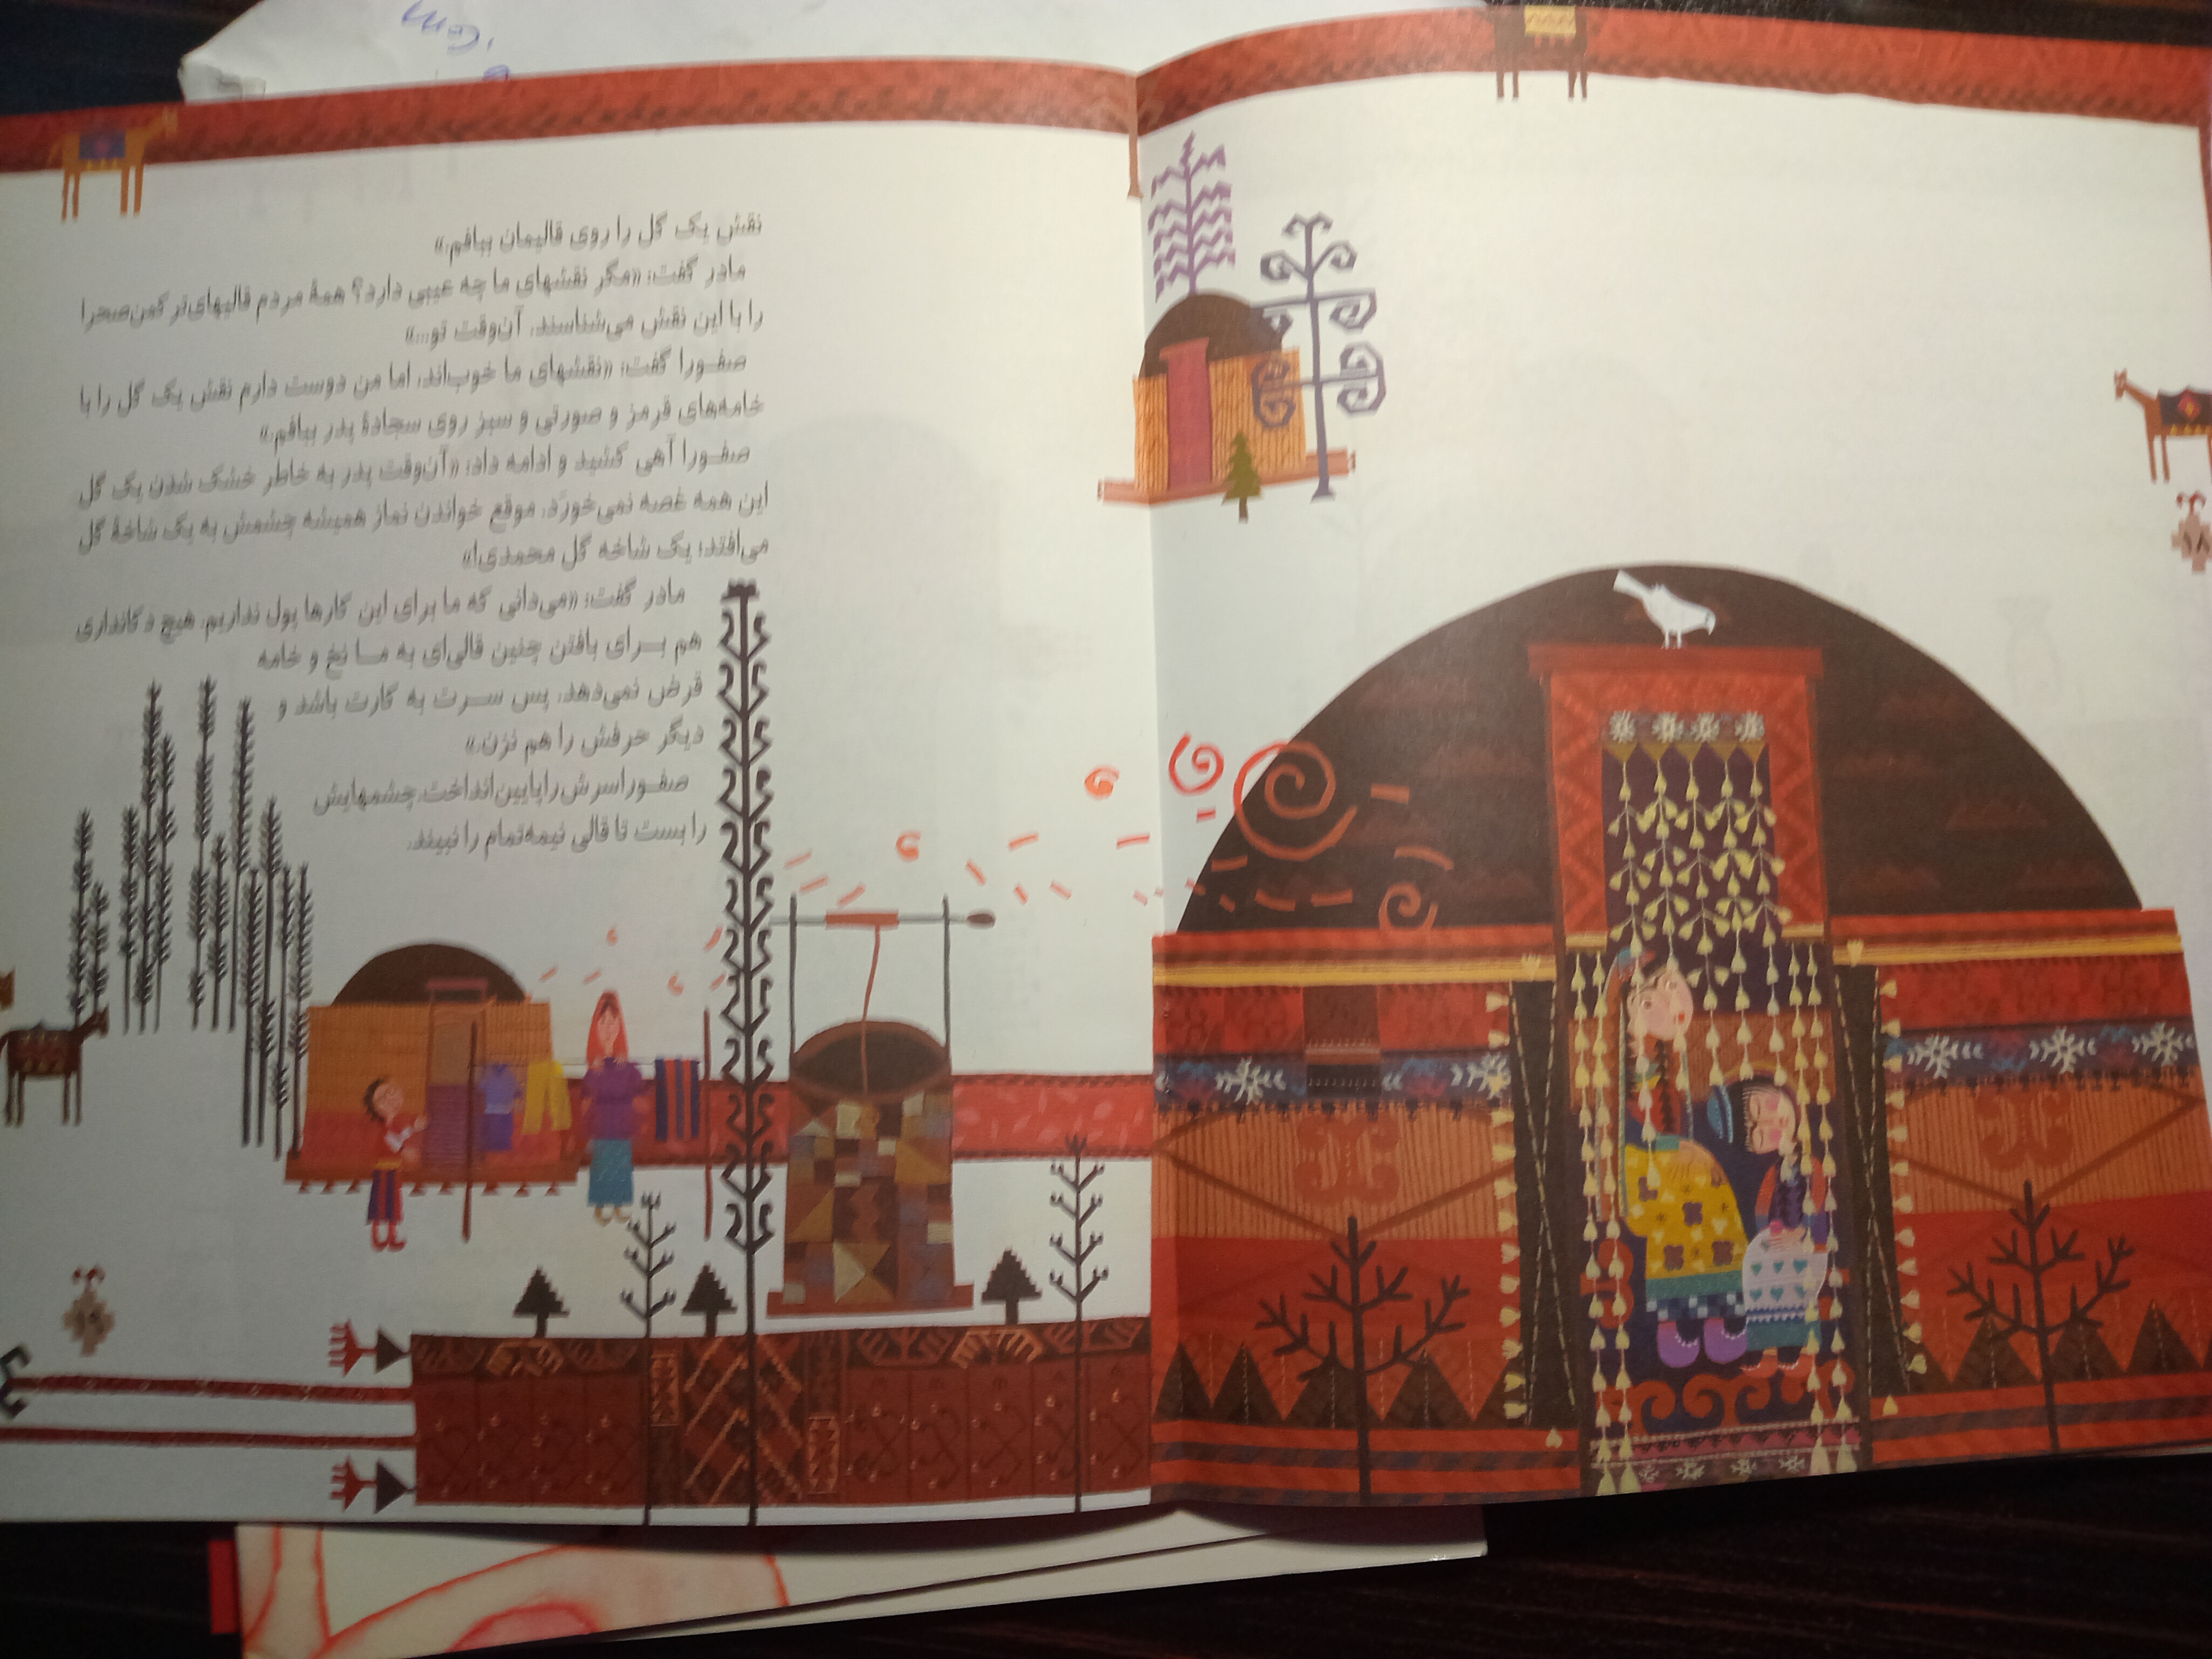 نقش یک گل را روی قالیمان ببافم.»
مادر گفت: «مگر نقشهای ما چه عیبی دارد؟ همهٔ مردم قالیهای‌تر کمن‌صحرا
را با این نقش می‌شناسند، آن‌وقت تو...»
صفورا گفت: «نقشهای ما خوب‌اند، اما من دوست دارم نقش یک گل را با
خامه‌های قرمز و صورتی و سبز روی سجادهٔ پدر ببافم.»
صفورا آهی کشید و ادامه داد: «آن‌وقت پدر به خاطر خشک شدن یک گل
این همه غصه نمی‌خورَد، موقع خواندن نماز همیشه چشمش به یک شاخهٔ گل
می‌افتد؛ یک شاخه گل محمدی!»
مادر گفت: «می‌دانی که ما برای این کارها پول نداریم. هیچ دکانداری
هم برای بافتن چنین قالی‌ای به ما نخ و خامه
قرض نمی‌دهد. پس سرت به کارت باشد و
دیگر حرفش را هم نزن.»
صفورا سرش را پایین انداخت. چشمهایش
را بست تا قالی نیمه‌تمام را نبیند.
۱۸